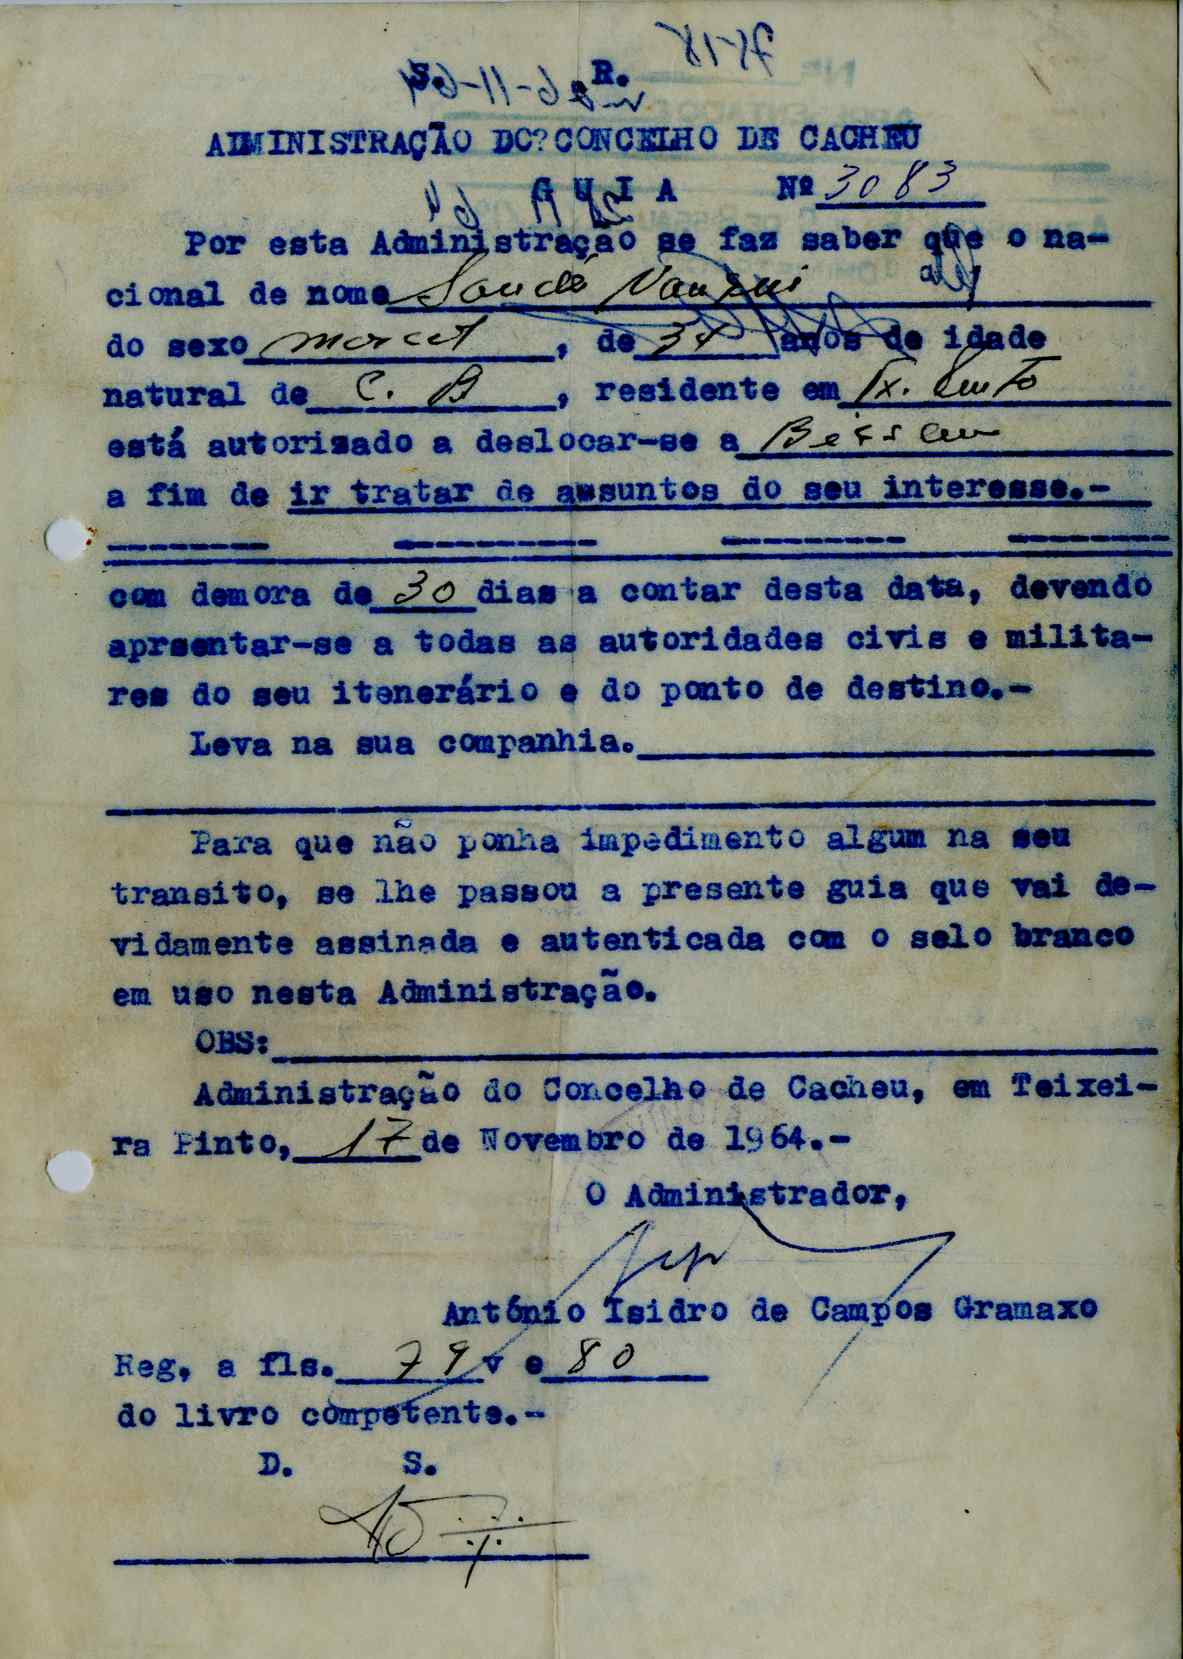 S. R.
ADMINISTRAÇÃO DO?CONCELHO DE CACHEU
G U I A Nº 3083
Por esta Administração se faz saber que o na-
cional de nome
do sexo , de 34 anos de idade
natural de C. B , residente em Tx. Pinto
está autorizado a deslocar-se a Bissau
a fim de ir tratar de assuntos do seu interesse.-
com demora de 30 dias a contar desta data, devendo
aprsentar-se a todas as autoridades civis e milita-
res do seu itenerário e do ponto de destino.-
Leva na sua companhia.
Para que não ponha impedimento algum na seu
transito, se lhe passou a presente guia que vai de-
vidamente assinada e autenticada com o selo branco
em uso nesta Administração.
OBS:
Administração do Concelho de Cacheu, em Teixei-
ra Pinto, 17 de Novembro de 1964.-
O Administrador,
António Isidro de Campos Gramaxo
Reg, a fls. 79 v e 80
do livro competente.-
D. S.